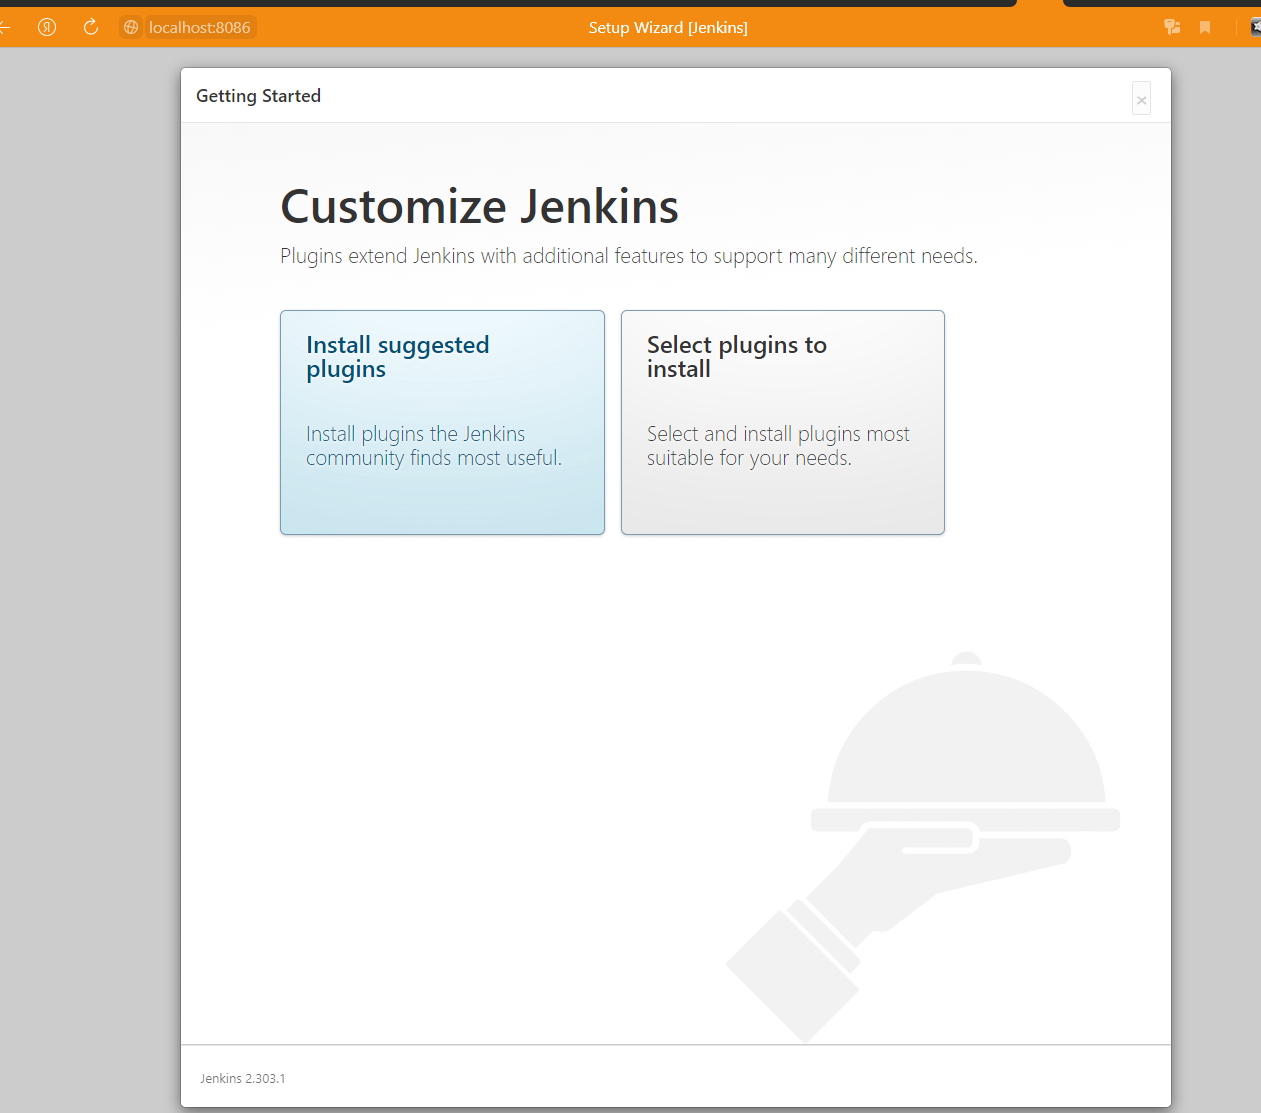 localhost:8086
Setup Wizard [Jenkins]
Getting Started
×
Customize Jenkins
Plugins extend Jenkins with additional features to support many different needs.
Install suggested
plugins
Install plugins the Jenkins
community finds most useful.
Select plugins to
install
Select and install plugins most
suitable for your needs.
Jenkins 2.303.1